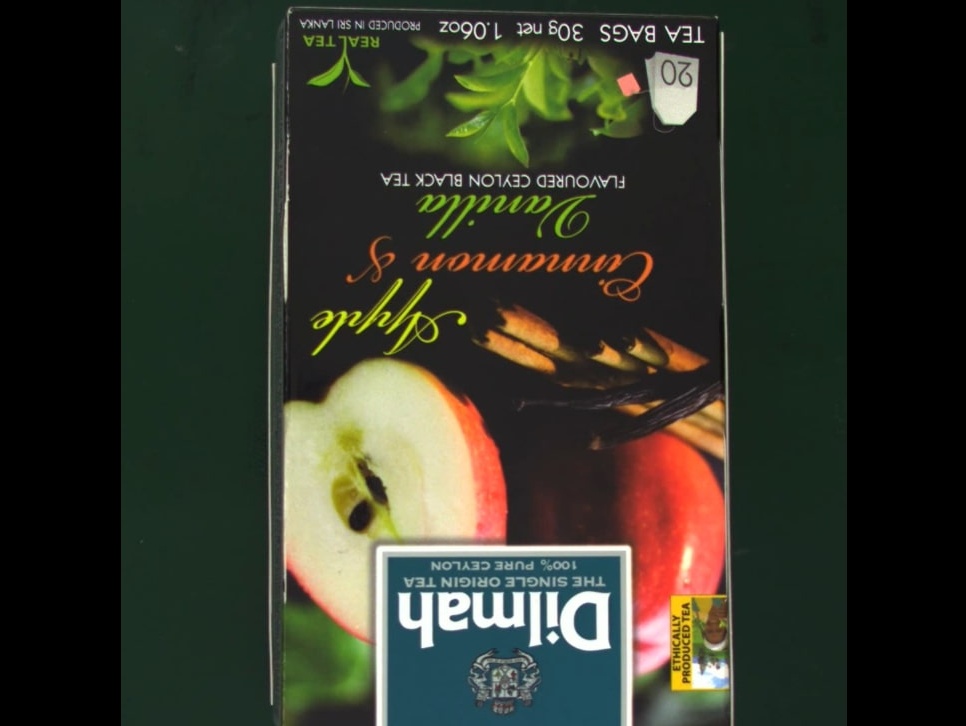 Dilmah
THE SINGLE ORIGIN TEA
100% PURE CEYLON
ETHICALLY
PRODUCED TEA
Apple
Cinnamon &
Vanilla
FLAVOURED CEYLON BLACK TEA
20
TEA BAGS 30g net 1.06oz
REAL TEA
PRODUCED IN SRI LANKA